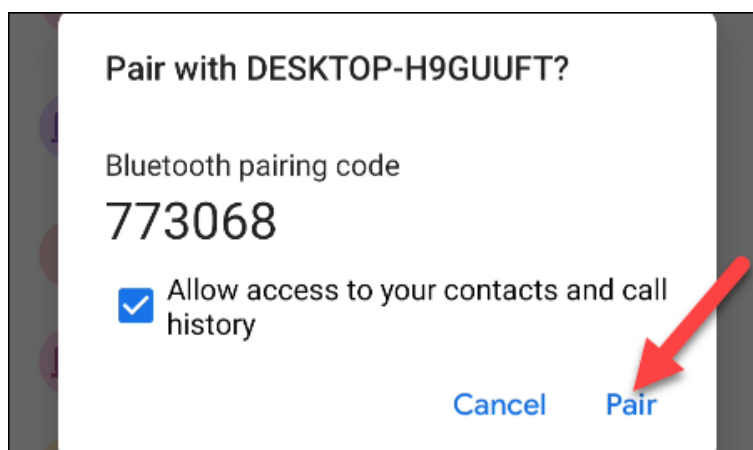 Pair with DESKTOP-H9GUUFT?
Bluetooth pairing code
773068
Allow access to your contacts and call
history
Cancel Pair